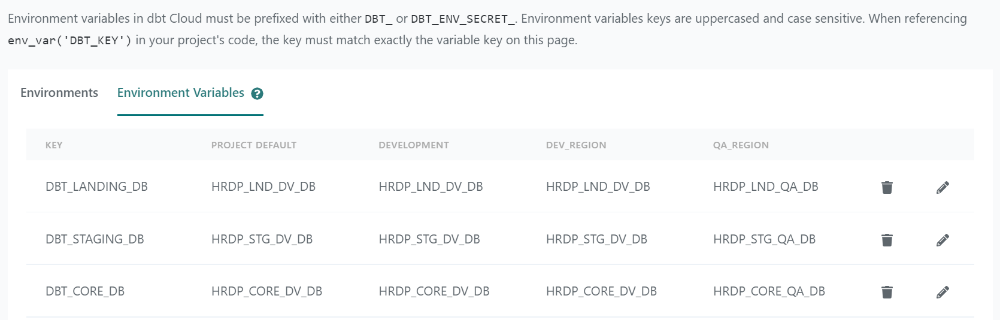 Environment variables in dbt Cloud must be prefixed with either DBT_ or DBT_ENV_SECRET_. Environment variables keys are uppercased and case sensitive. When referencing
env_var('DBT_KEY') in your project's code, the key must match exactly the variable key on this page.
Environments Environment Variables ?
KEY PROJECT DEFAULT DEVELOPMENT DEV_REGION QA_REGION
DBT_LANDING_DB HRDP_LND_DV_DB HRDP_LND_DV_DB HRDP_LND_DV_DB HRDP_LND_QA_DB
DBT_STAGING_DB HRDP_STG_DV_DB HRDP_STG_DV_DB HRDP_STG_DV_DB HRDP_STG_QA_DB
DBT_CORE_DB HRDP_CORE_DV_DB HRDP_CORE_DV_DB HRDP_CORE_DV_DB HRDP_CORE_QA_DB